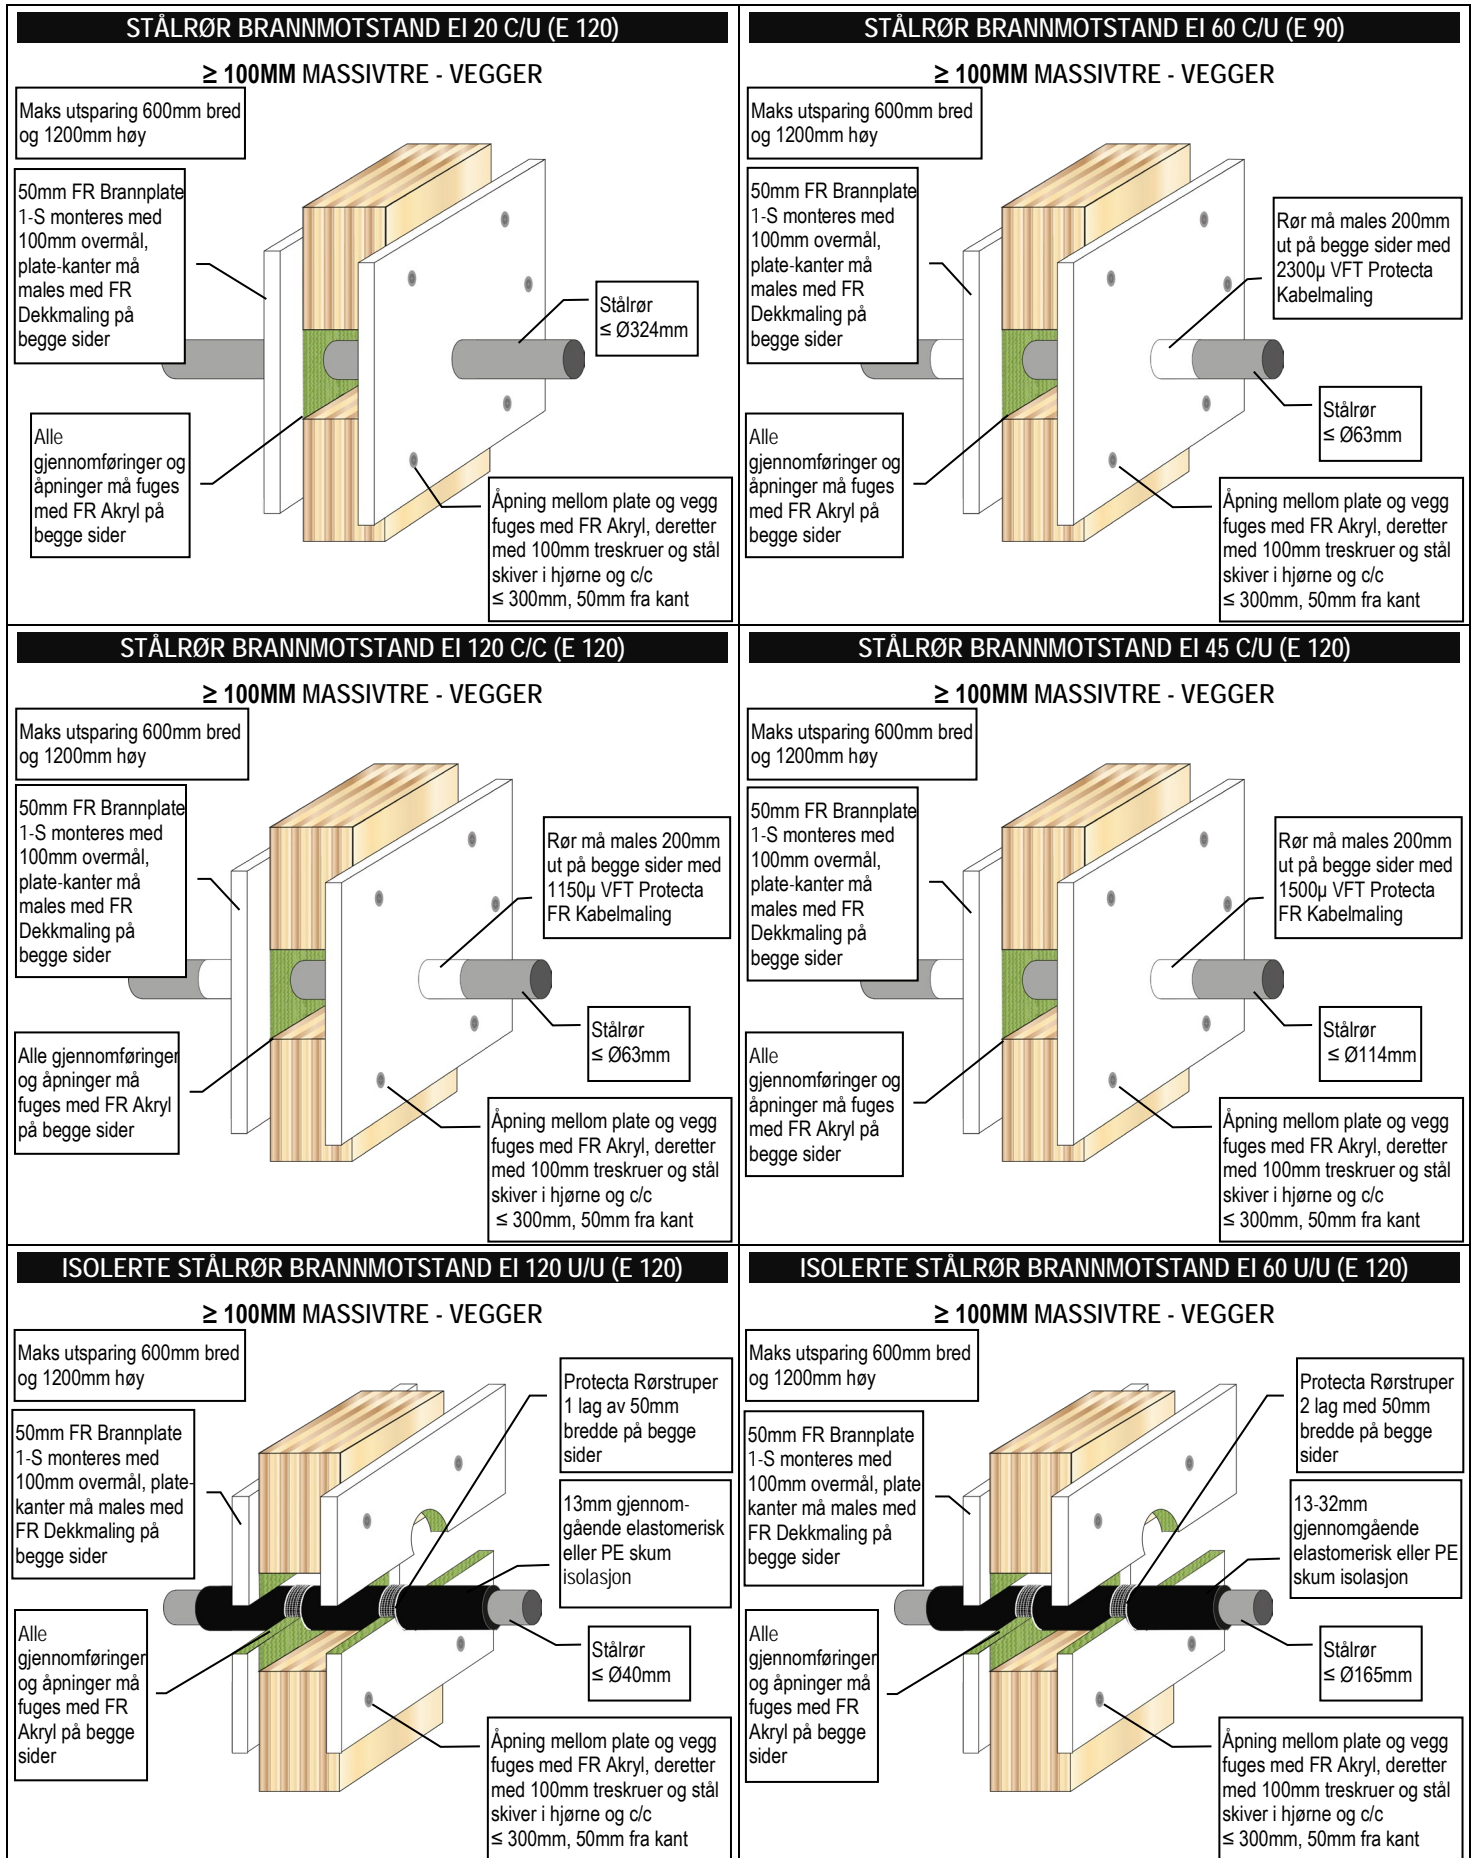 STÅLRØR BRANNMOTSTAND EI 20 C/U (E 120)
≥ 100MM MASSIVTRE - VEGGER
Maks utsparing 600mm bred
og 1200mm høy
50mm FR Brannplate
1-S monteres med
100mm overmål,
plate-kanter må
males med FR
Dekkmaling på
begge sider
Stålrør
≤ Ø324mm
Alle
gjennomføringer og
åpninger må fuges
med FR Akryl på
begge sider
Åpning mellom plate og vegg
fuges med FR Akryl, deretter
med 100mm treskruer og stål
skiver i hjørne og c/c
≤ 300mm, 50mm fra kant
STÅLRØR BRANNMOTSTAND EI 60 C/U (E 90)
≥ 100MM MASSIVTRE - VEGGER
Maks utsparing 600mm bred
og 1200mm høy
50mm FR Brannplate
1-S monteres med
100mm overmål,
plate-kanter må
males med FR
Dekkmaling på
begge sider
Rør må males 200mm
ut på begge sider med
2300µ VFT Protecta
Kabelmaling
Stålrør
≤ Ø63mm
Alle
gjennomføringer og
åpninger må fuges
med FR Akryl på
begge sider
Åpning mellom plate og vegg
fuges med FR Akryl, deretter
med 100mm treskruer og stål
skiver i hjørne og c/c
≤ 300mm, 50mm fra kant
STÅLRØR BRANNMOTSTAND EI 120 C/C (E 120)
≥ 100MM MASSIVTRE - VEGGER
Maks utsparing 600mm bred
og 1200mm høy
50mm FR Brannplate
1-S monteres med
100mm overmål,
plate-kanter må
males med FR
Dekkmaling på
begge sider
Rør må males 200mm
ut på begge sider med
1150µ VFT Protecta
FR Kabelmaling
Stålrør
≤ Ø63mm
Alle gjennomføringer
og åpninger må
fuges med FR Akryl
på begge sider
Åpning mellom plate og vegg
fuges med FR Akryl, deretter
med 100mm treskruer og stål
skiver i hjørne og c/c
≤ 300mm, 50mm fra kant
STÅLRØR BRANNMOTSTAND EI 45 C/U (E 120)
≥ 100MM MASSIVTRE - VEGGER
Maks utsparing 600mm bred
og 1200mm høy
50mm FR Brannplate
1-S monteres med
100mm overmål,
plate-kanter må
males med FR
Dekkmaling på
begge sider
Rør må males 200mm
ut på begge sider med
1500µ VFT Protecta
FR Kabelmaling
Stålrør
≤ Ø114mm
Alle
gjennomføringer og
åpninger må fuges
med FR Akryl på
begge sider
Åpning mellom plate og vegg
fuges med FR Akryl, deretter
med 100mm treskruer og stål
skiver i hjørne og c/c
≤ 300mm, 50mm fra kant
ISOLERTE STÅLRØR BRANNMOTSTAND EI 120 U/U (E 120)
≥ 100MM MASSIVTRE - VEGGER
Maks utsparing 600mm bred
og 1200mm høy
50mm FR Brannplate
1-S monteres med
100mm overmål, plate-
kanter må males med
FR Dekkmaling på
begge sider
Protecta Rørstruper
1 lag av 50mm
bredde på begge
sider
13mm gjennom-
gående elastomerisk
eller PE skum
isolasjon
Stålrør
≤ Ø40mm
Alle
gjennomføringer
og åpninger må
fuges med FR
Akryl på begge
sider
Åpning mellom plate og vegg
fuges med FR Akryl, deretter
med 100mm treskruer og stål
skiver i hjørne og c/c
≤ 300mm, 50mm fra kant
ISOLERTE STÅLRØR BRANNMOTSTAND EI 60 U/U (E 120)
≥ 100MM MASSIVTRE - VEGGER
Maks utsparing 600mm bred
og 1200mm høy
50mm FR Brannplate
1-S monteres med
100mm overmål, plate
kanter må males med
FR Dekkmaling på
begge sider
Protecta Rørstruper
2 lag med 50mm
bredde på begge
sider
13-32mm
gjennomgående
elastomerisk eller PE
skum isolasjon
Stålrør
≤ Ø165mm
Alle
gjennomføringer
og åpninger må
fuges med FR
Akryl på begge
sider
Åpning mellom plate og vegg
fuges med FR Akryl, deretter
med 100mm treskruer og stål
skiver i hjørne og c/c
≤ 300mm, 50mm fra kant